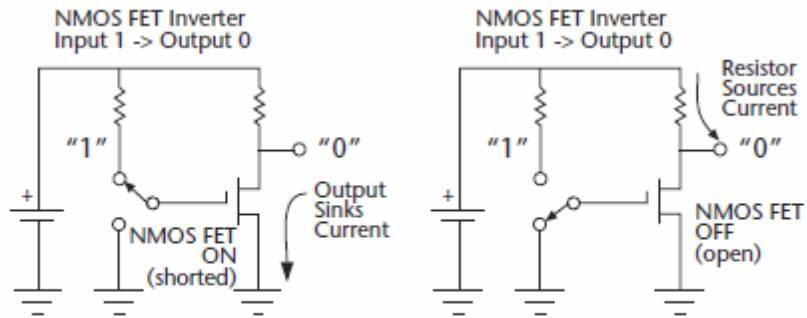 NMOS FET Inverter
Input 1 -> Output 0
"1"
"0"
+
Output
Sinks
Current
NMOS FET
ON
(shorted)
NMOS FET Inverter
Input 1 -> Output 0
Resistor
Sources
Current
"1"
"0"
+
NMOS FET
OFF
(open)